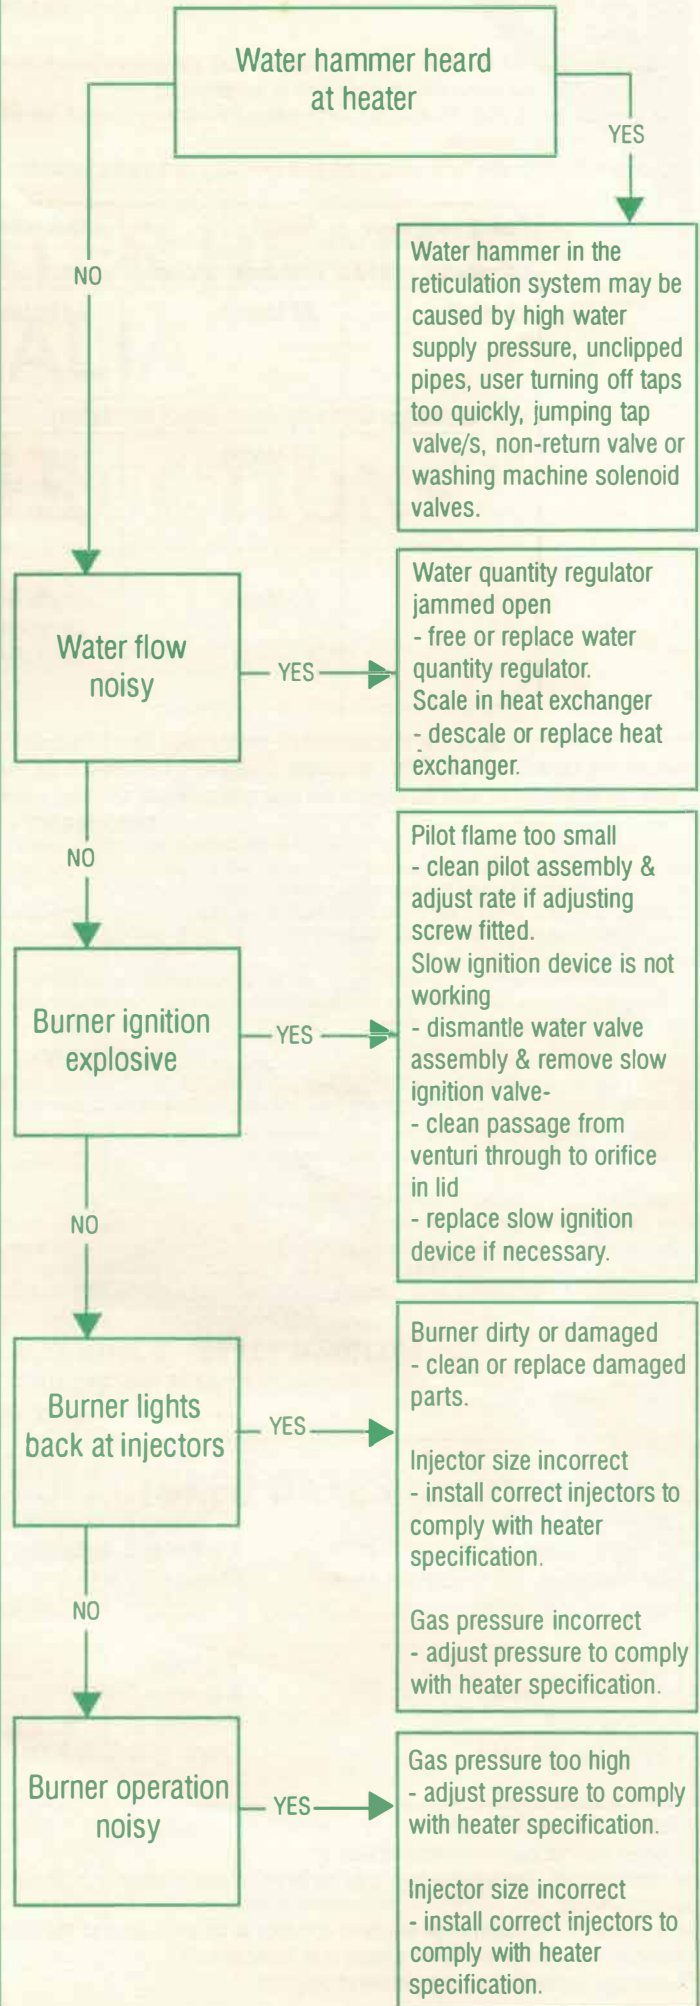 Water hammer heard
at heater
YES
NO
Water hammer in the
reticulation system may be
caused by high water
supply pressure, unclipped
pipes, user turning off taps
too quickly, jumping tap
valve/s, non-return valve or
washing machine solenoid
valves.
Water flow
noisy
YES
Water quantity regulator
jammed open
- free or replace water
quantity regulator.
Scale in heat exchanger
- descale or replace heat
exchanger.
NO
Burner ignition
explosive
YES
Pilot flame too small
- clean pilot assembly &
adjust rate if adjusting
screw fitted.
Slow ignition device is not
working
- dismantle water valve
assembly & remove slow
ignition valve-
- clean passage from
venturi through to orifice
in lid
- replace slow ignition
device if necessary.
NO
Burner lights
back at injectors
YES
Burner dirty or damaged
- clean or replace damaged
parts.
Injector size incorrect
- install correct injectors to
comply with heater
specification.
Gas pressure incorrect
- adjust pressure to comply
with heater specification.
NO
Burner operation
noisy
YES
Gas pressure too high
- adjust pressure to comply
with heater specification.
Injector size incorrect
- install correct injectors to
comply with heater
specification.